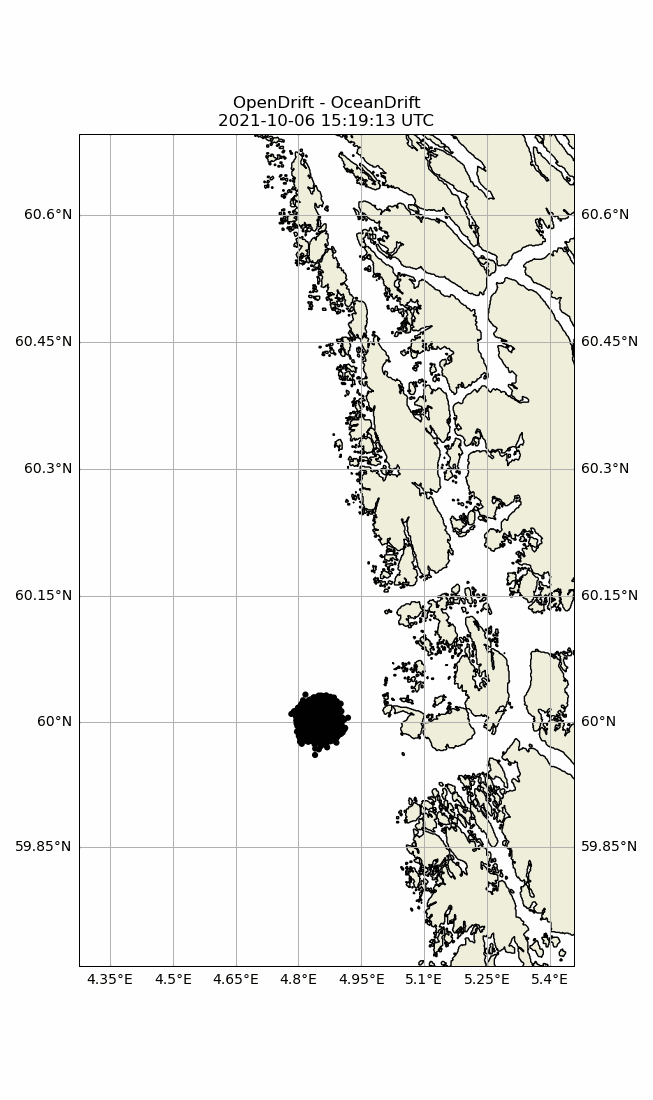 OpenDrift - OceanDrift
2021-10-06 15:19:13 UTC
60.6°N 60.6°N
60.45°N 60.45°N
60.3°N 60.3°N
60.15°N 60.15°N
60°N 60°N
59.85°N 59.85°N
4.35°E 4.5°E 4.65°E 4.8°E 4.95°E 5.1°E 5.25°E 5.4°E